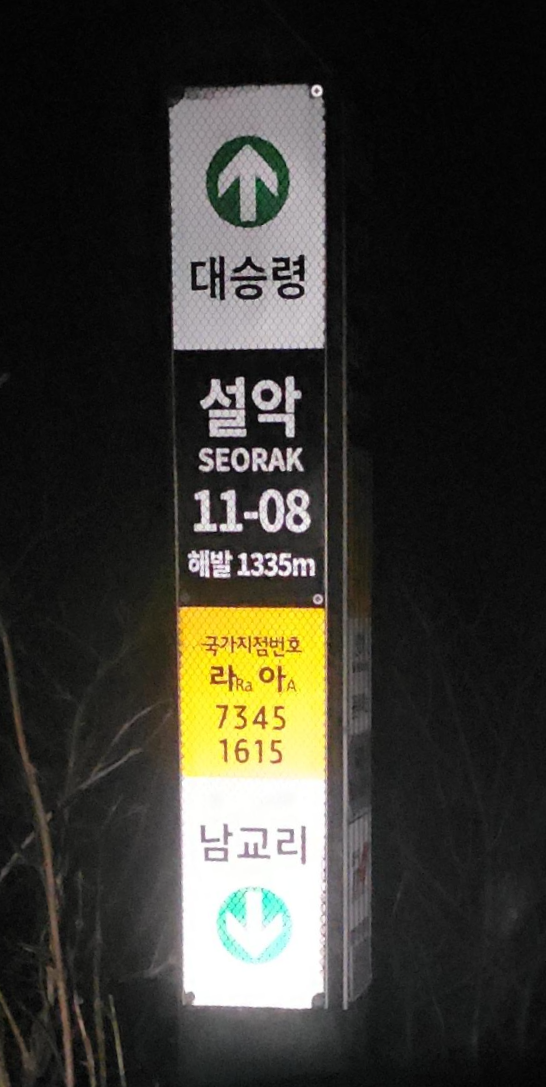 대승령
설악
SEORAK
11-08
해발 1335m
국가지점번호
라Ra 아A
7345
1615
남교리